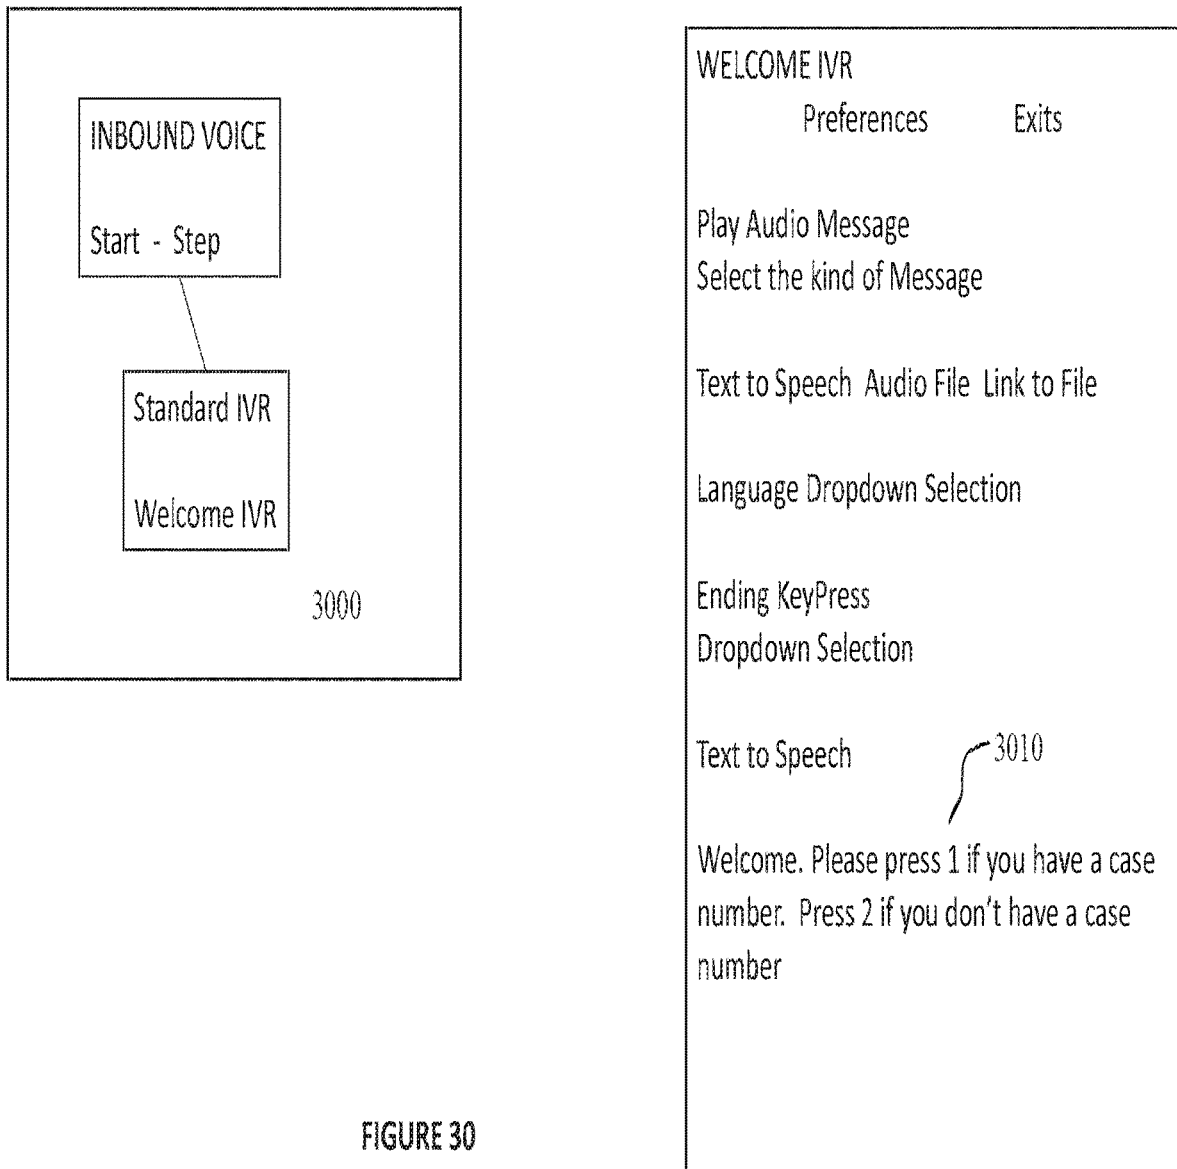 INBOUND VOICE
Start - Step
Standard IVR
Welcome IVR
3000
WELCOME IVR
Preferences Exits
Play Audio Message
Select the kind of Message
Text to Speech Audio File Link to File
Language Dropdown Selection
Ending KeyPress
Dropdown Selection
Text to Speech
3010
Welcome. Please press 1 if you have a case
number. Press 2 if you don't have a case
number
FIGURE 30